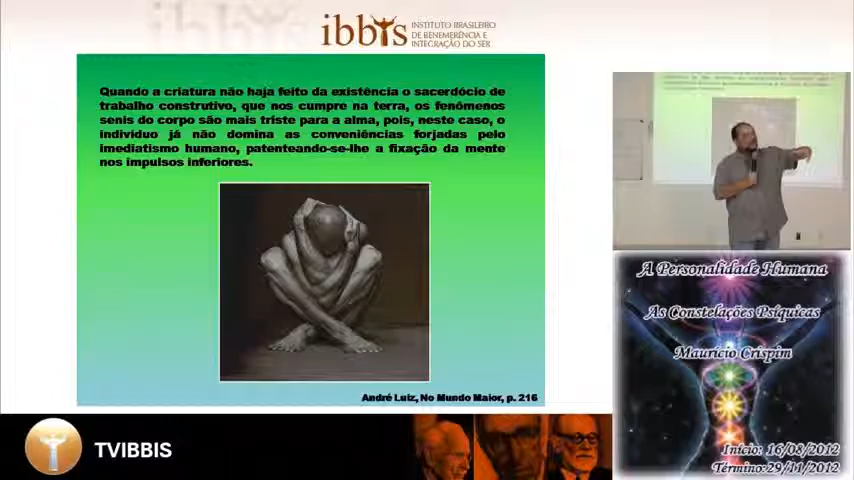 ibbis
INSTITUTO BRASILEIRO
DE BENEMERÊNCIA E
INTEGRAÇÃO DO SER
Quando a criatura não haja feito da existência o sacerdócio de
trabalho construtivo, que nos cumpre na terra, os fenômenos
senis do corpo são mais triste para a alma, pois, neste caso, o
indivíduo já não domina as conveniências forjadas pelo
imediatismo humano, patenteando-se-lhe a fixação da mente
nos impulsos inferiores.
André Luiz, No Mundo Maior, p. 216
A Personalidade Humana
As Constelações Psíquicas
Maurício Crispim
Início: 16/08/2012
Término:29/11/2012
TVIBBIS